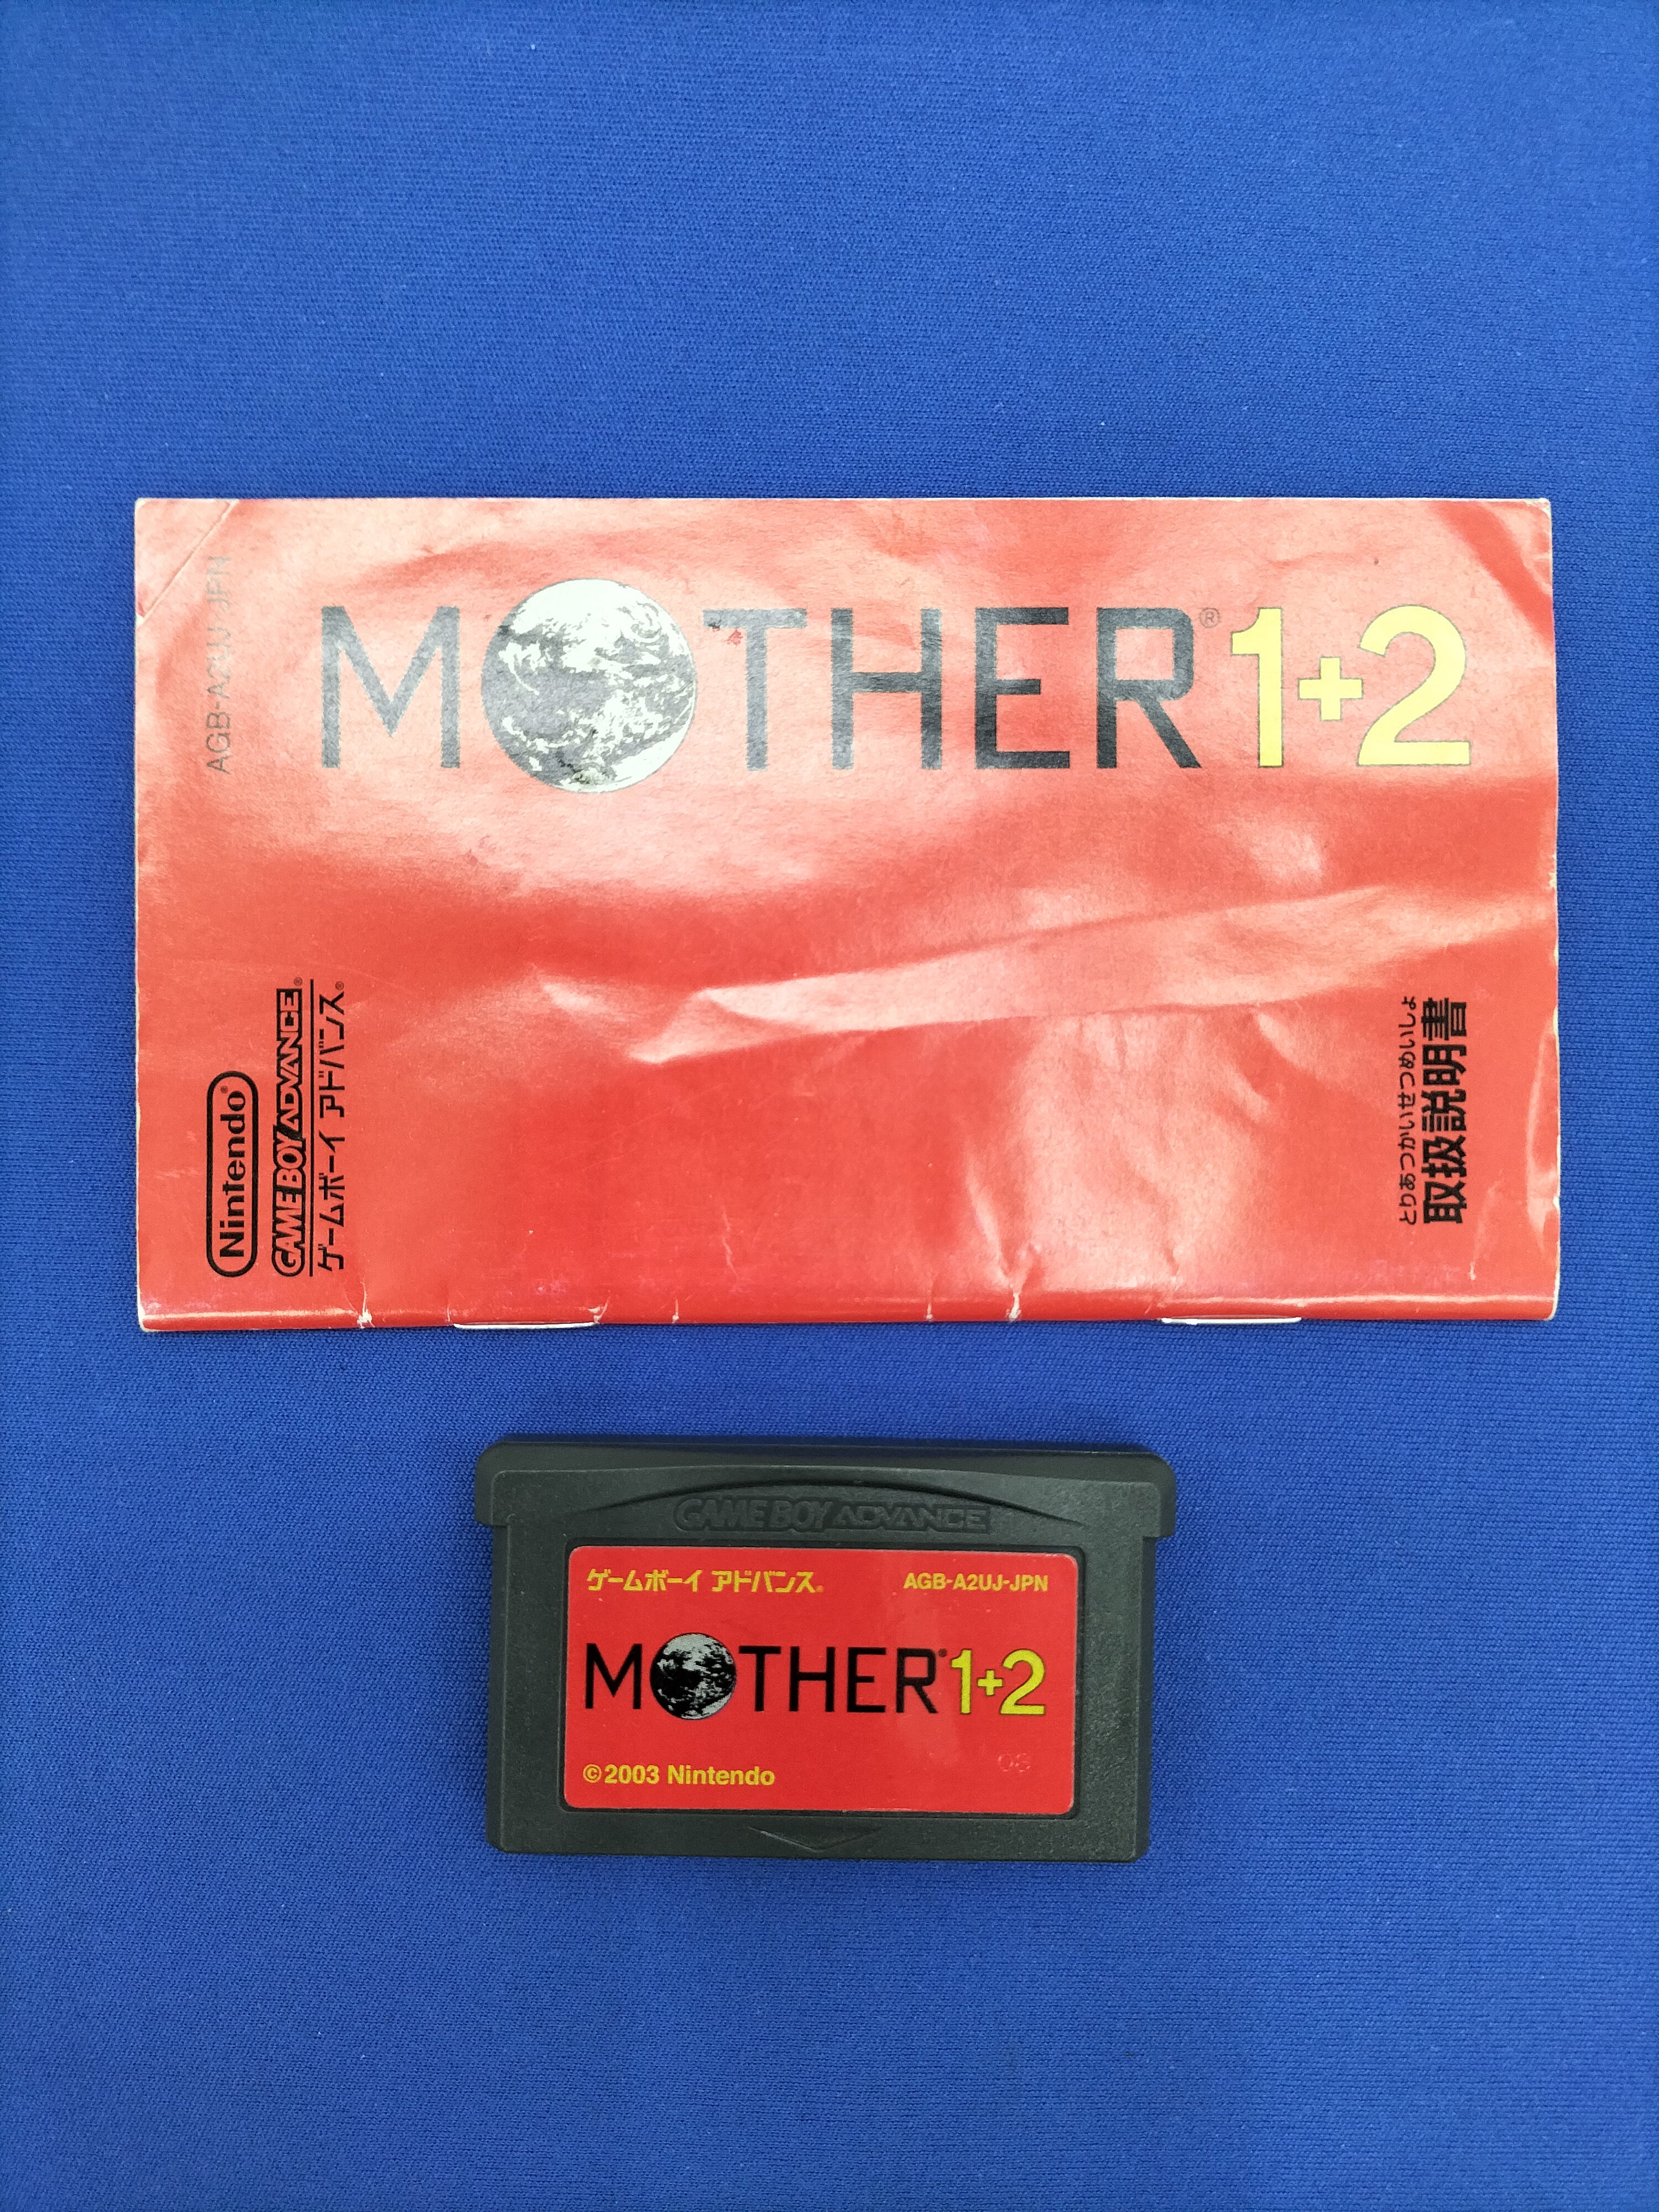 AGB-A2UJ-JPN
MOTHER® 1+2
Nintendo®
GAME BOY ADVANCE®
ゲームボーイ アドバンス®
とりあつかいせつめいしょ
取扱説明書
GAME BOY ADVANCE
ゲームボーイ アドバンス® AGB-A2UJ-JPN
MOTHER® 1+2
©2003 Nintendo
08